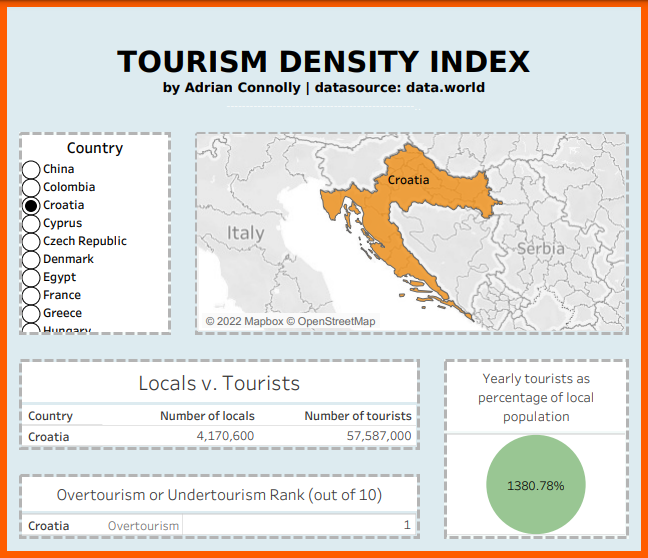 TOURISM DENSITY INDEX
by Adrian Connolly | datasource: data.world
Country
China
Colombia
Croatia
Cyprus
Czech Republic
Denmark
Egypt
France
Greece
Hungary
Croatia
Italy
Serbia
© 2022 Mapbox © OpenStreetMap
Locals v. Tourists
Country Number of locals Number of tourists
Croatia 4,170,600 57,587,000
Yearly tourists as
percentage of local
population
1380.78%
Overtourism or Undertourism Rank (out of 10)
Croatia Overtourism 1